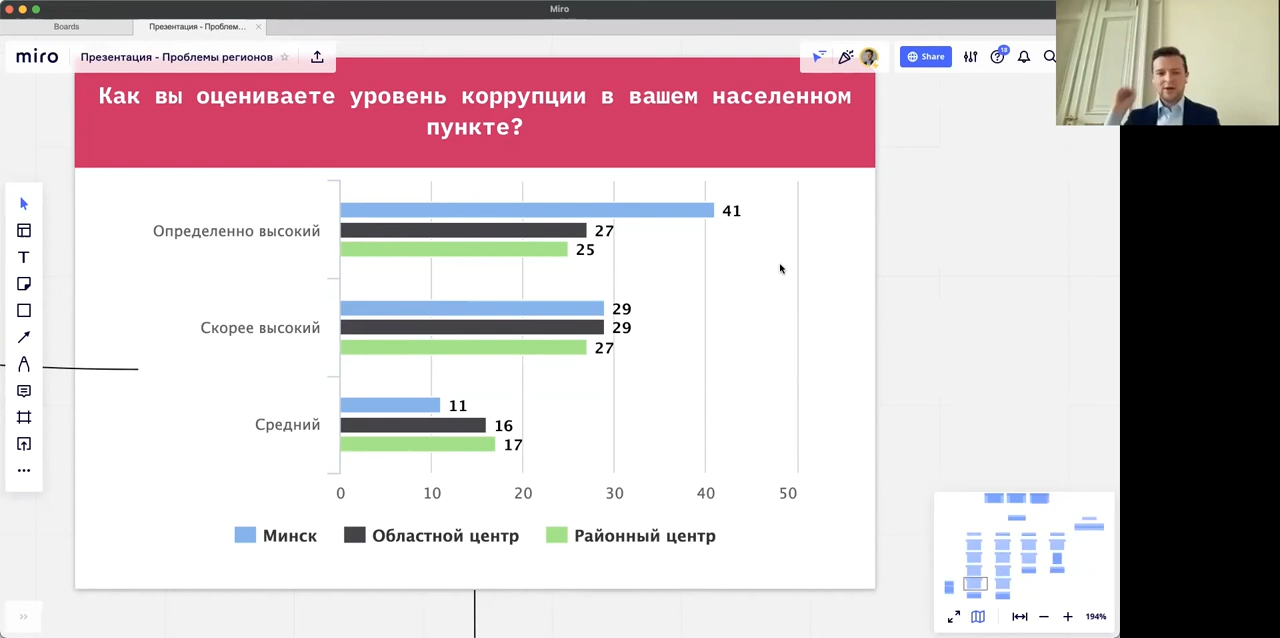 Miro
Boards
Презентация - Проблем...
miro
Презентация - Проблемы регионов
Share
18
Как вы оцениваете уровень коррупции в вашем населенном
пункте?
Определенно высокий
41
27
25
Скорее высокий
29
29
27
Средний
11
16
17
0 10 20 30 40 50
Минск Областной центр Районный центр
194%